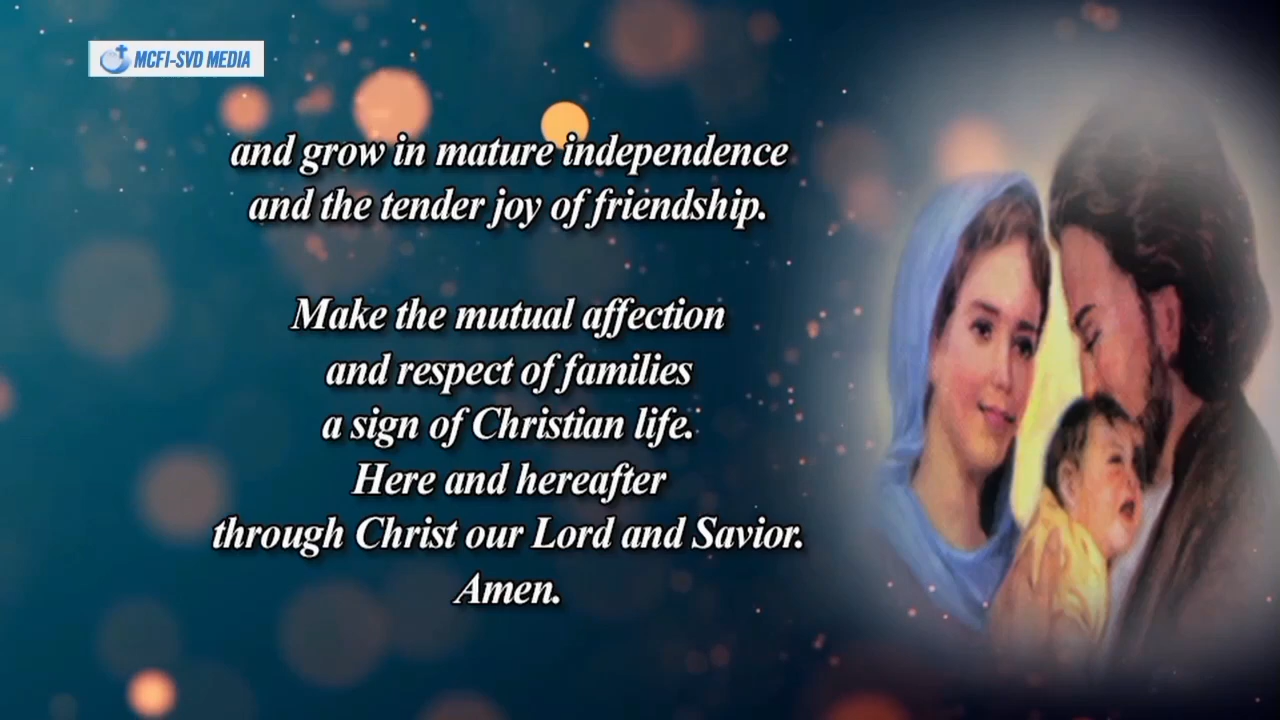 MCFI-SVD MEDIA
and grow in mature independence
and the tender joy of friendship.
Make the mutual affection
and respect of families
a sign of Christian life.
Here and hereafter
through Christ our Lord and Savior.
Amen.